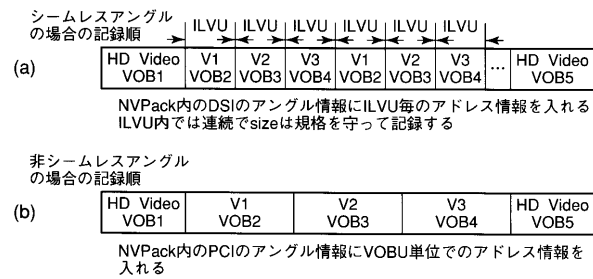 シームレスアングル
の場合の記録順
ILVU ILVU ILVU ILVU ILVU ILVU
(a)
HD Video V1 V2 V3 V1 V2 V3 … HD Video
VOB1 VOB2 VOB3 VOB4 VOB2 VOB3 VOB4 VOB5
NVPack内のDSIのアングル情報にILVU毎のアドレス情報を入れる
ILVU内では連続でsizeは規格を守って記録する
非シームレスアングル
の場合の記録順
(b)
HD Video V1 V2 V3 HD Video
VOB1 VOB2 VOB3 VOB4 VOB5
NVPack内のPCIのアングル情報にVOBU単位でのアドレス情報を
入れる